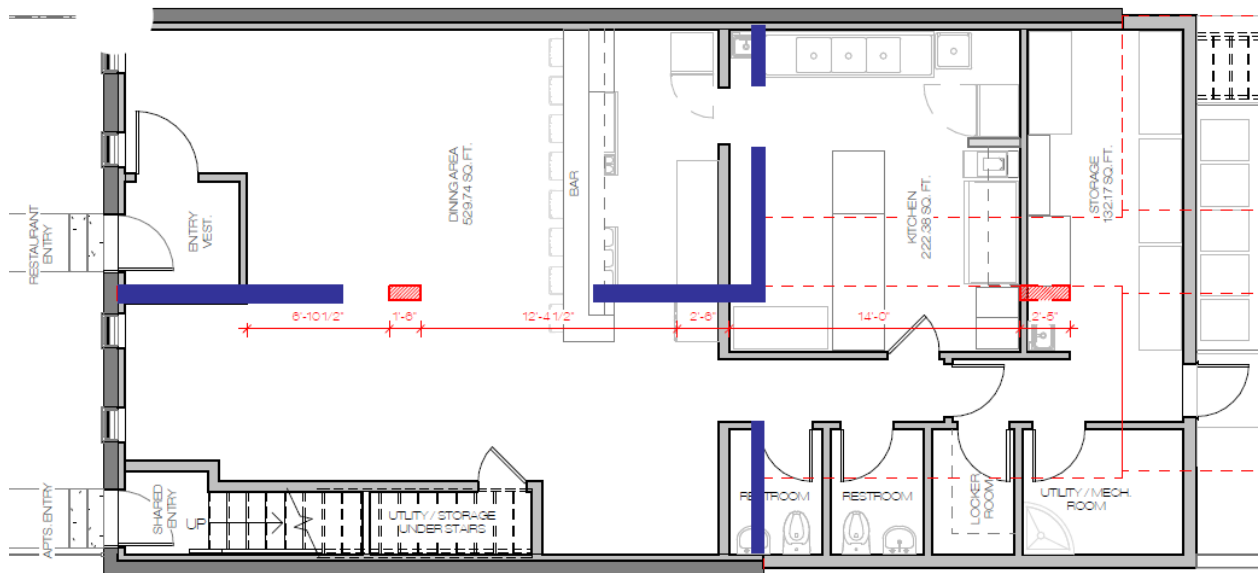 RESTAURANT
ENTRY
ENTRY
VEST.
DINING AREA
529.74 SQ. FT.
BAR
KITCHEN
222.38 SQ. FT.
STORAGE
132.17 SQ. FT.
6'-10 1/2"
1'-6"
12'-4 1/2"
2'-6"
14'-0"
2'-5"
APTS. ENTRY
SHARED
ENTRY
UP
UTILITY / STORAGE
UNDER STAIRS
RESTROOM
RESTROOM
LOCKER
ROOM
UTILITY / MECH.
ROOM